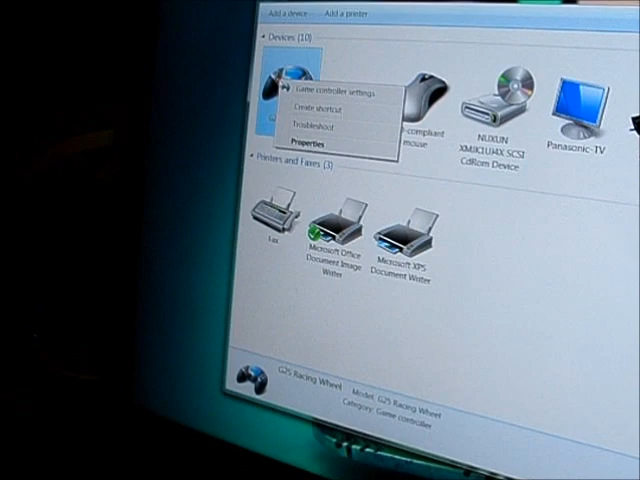 Add a device Add a printer
Devices (10)
Game controller settings
Create shortcut
Troubleshoot
Properties
-compliant
mouse
NUXUN
XMJKIU14X SCSI
CdRom Device
Panasonic-TV
Printers and Faxes (3)
Fax
Microsoft Office
Document Image
Writer
Microsoft XPS
Document Writer
G25 Racing Wheel Model: G25 Racing Wheel
Category: Game controller